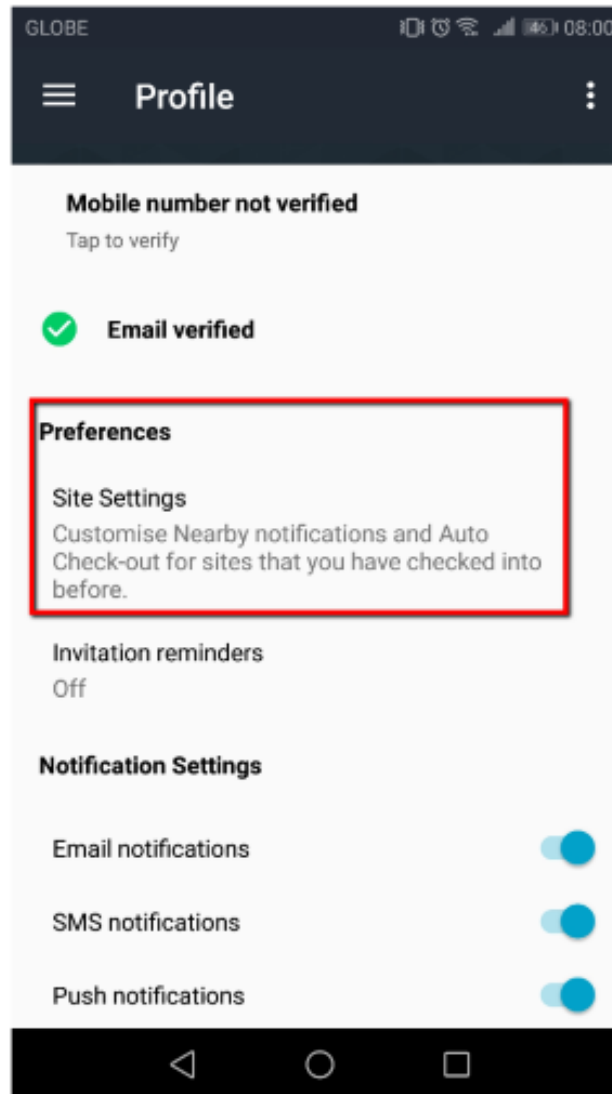 GLOBE 46 08:00
Profile
Mobile number not verified
Tap to verify
Email verified
Preferences
Site Settings
Customise Nearby notifications and Auto
Check-out for sites that you have checked into
before.
Invitation reminders
Off
Notification Settings
Email notifications
SMS notifications
Push notifications